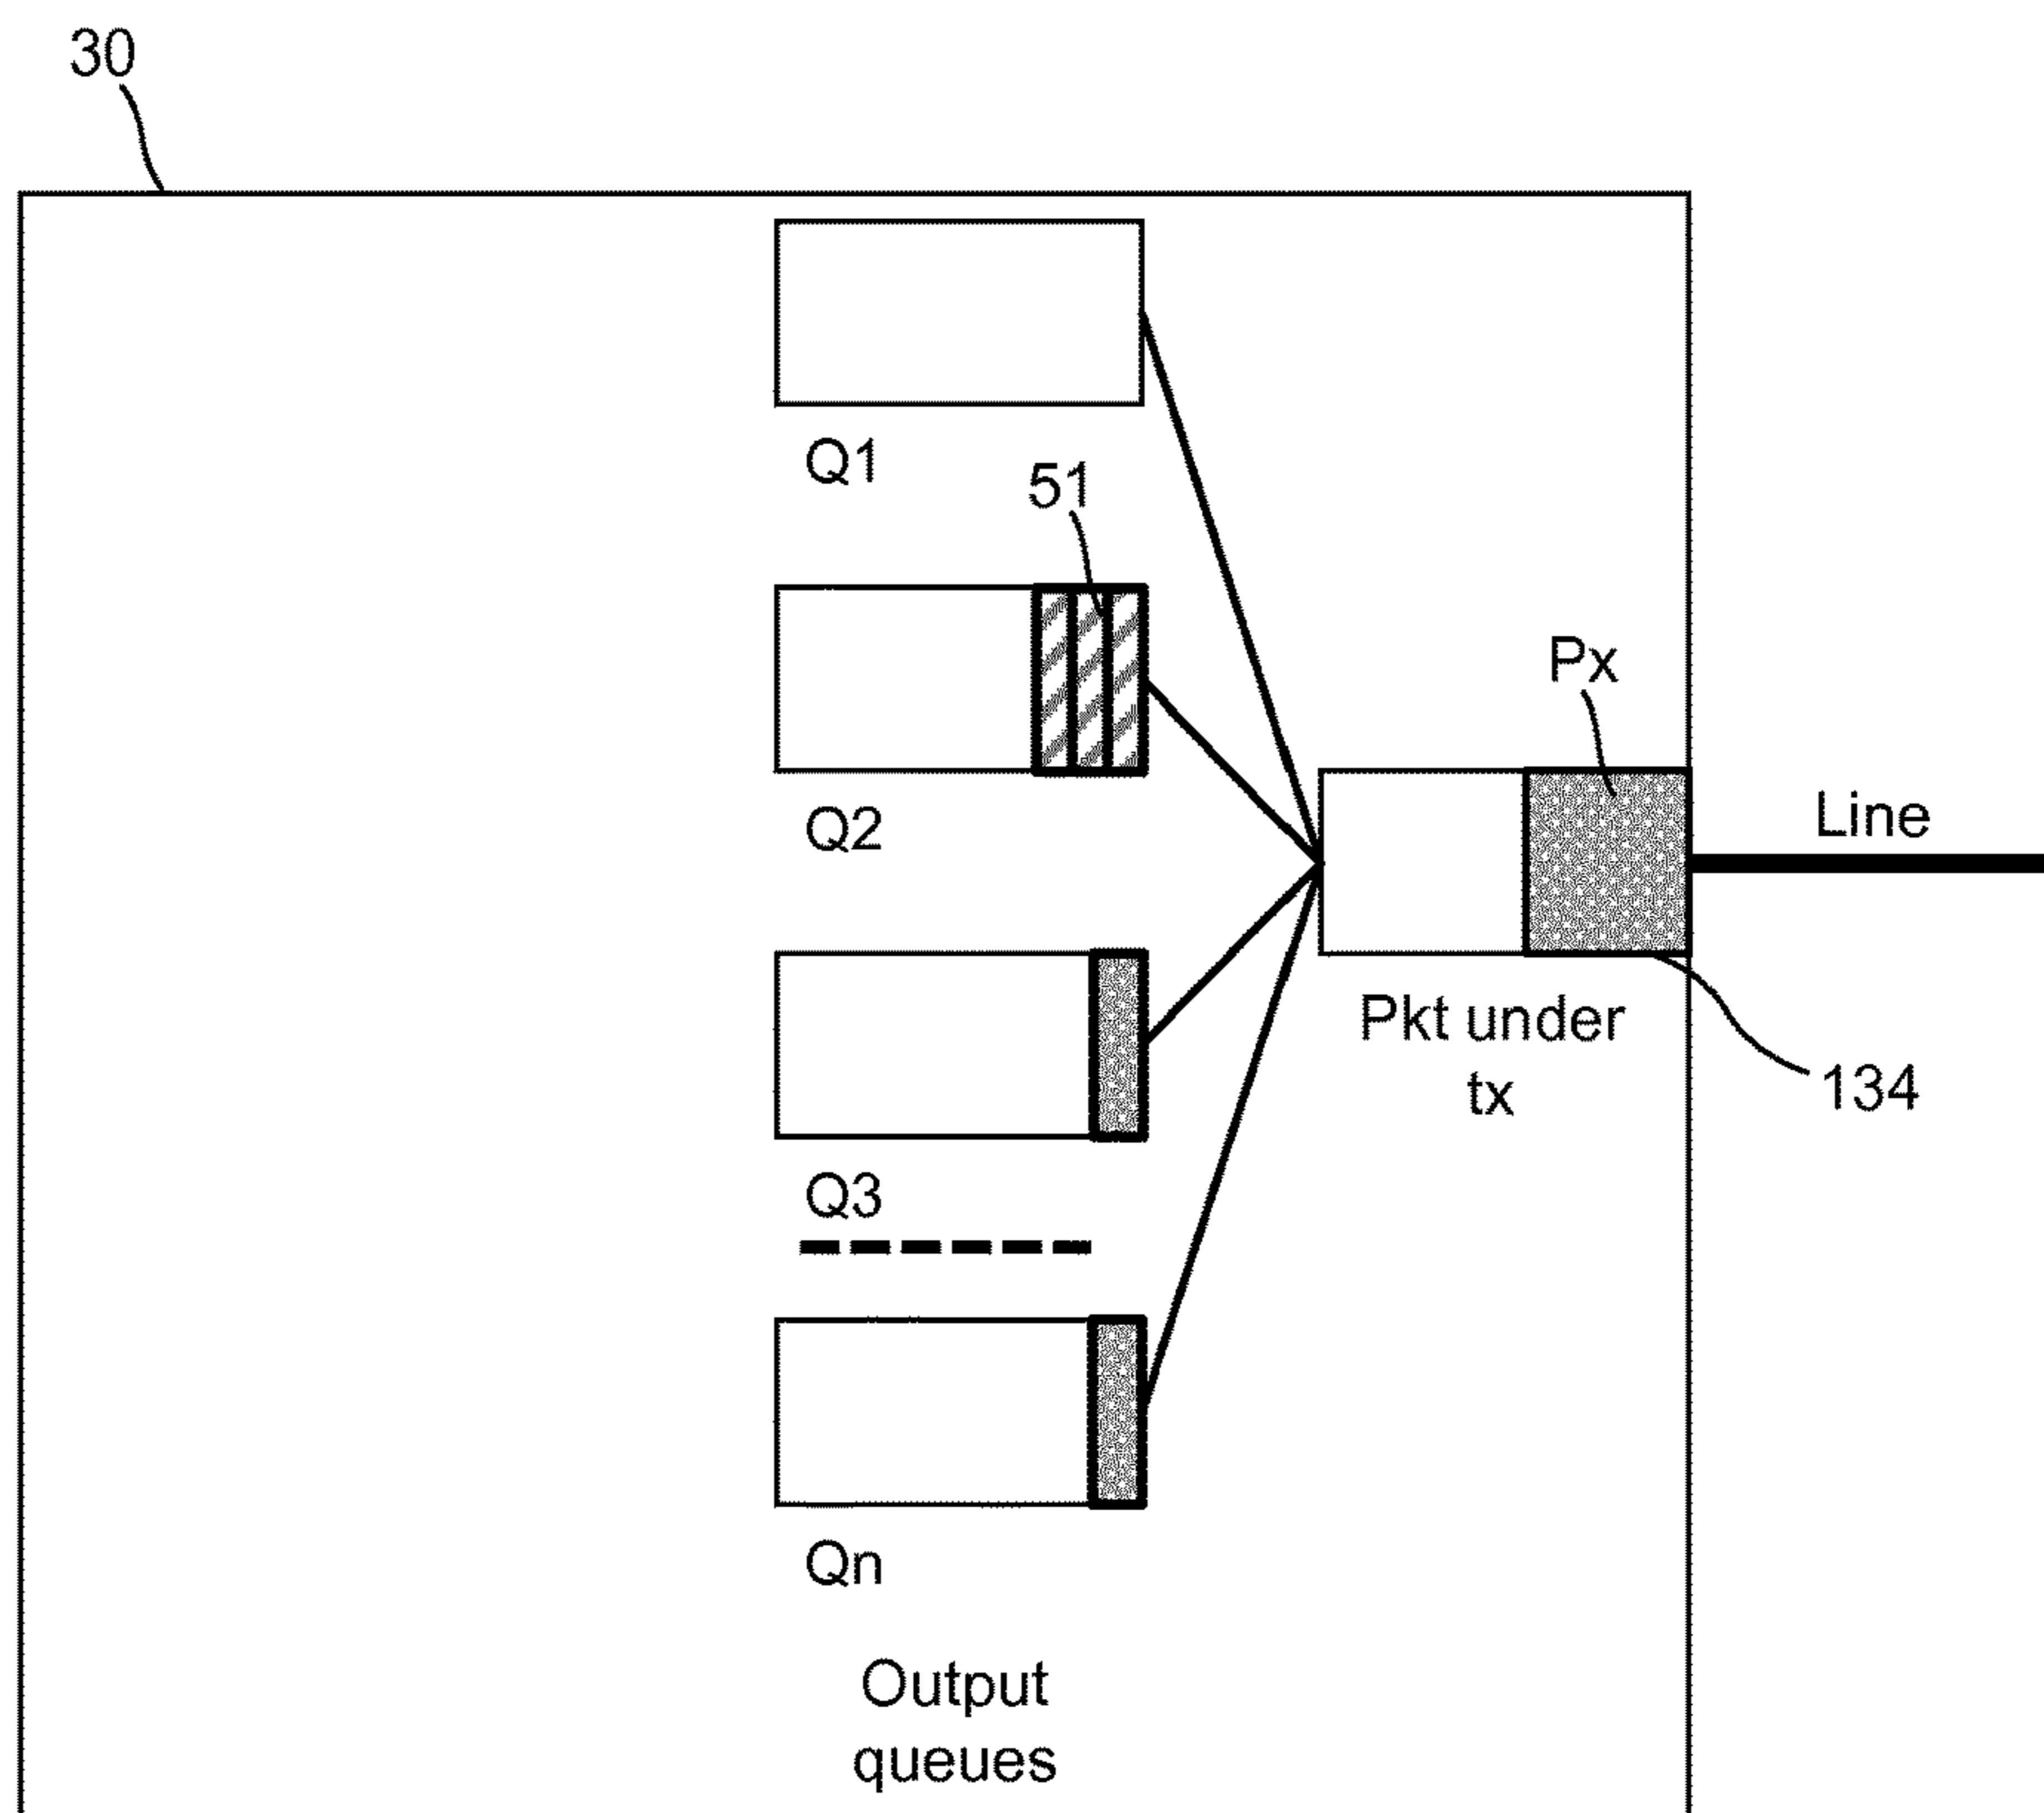 30
Q1
51
Q2
Px
Line
Pkt under
tx
134
Q3
Qn
Output
queues